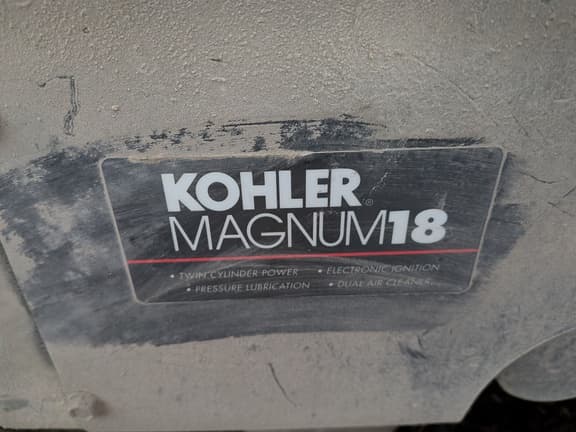 KOHLER®
MAGNUM18
• TWIN CYLINDER POWER • ELECTRONIC IGNITION
• PRESSURE LUBRICATION • DUAL AIR CLEANER